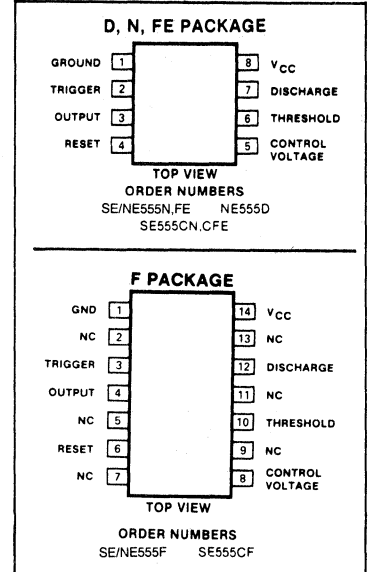 D, N, FE PACKAGE
GROUND 1 8 VCC
TRIGGER 2 7 DISCHARGE
OUTPUT 3 6 THRESHOLD
RESET 4 5 CONTROL VOLTAGE
TOP VIEW
ORDER NUMBERS
SE/NE555N,FE NE555D
SE555CN,CFE
F PACKAGE
GND 1 14 VCC
NC 2 13 NC
TRIGGER 3 12 DISCHARGE
OUTPUT 4 11 NC
NC 5 10 THRESHOLD
RESET 6 9 NC
NC 7 8 CONTROL VOLTAGE
TOP VIEW
ORDER NUMBERS
SE/NE555F SE555CF